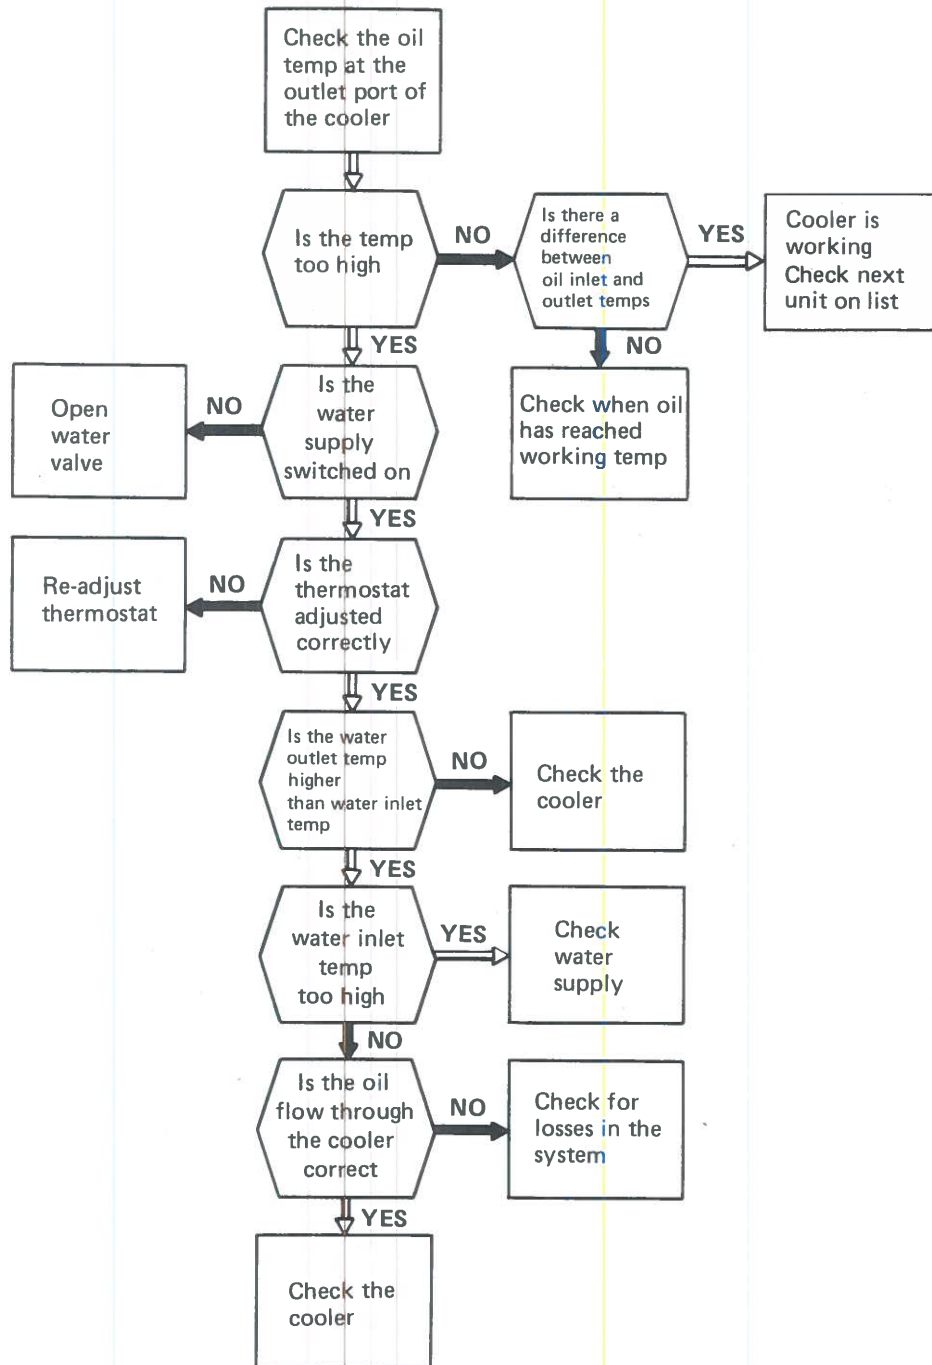 Check the oil
temp at the
outlet port of
the cooler
Is the temp
too high
NO
Is there a
difference
between
oil inlet and
outlet temps
YES
Cooler is
working
Check next
unit on list
YES
NO
Is the
water
supply
switched on
NO
Open
water
valve
Check when oil
has reached
working temp
YES
Is the
thermostat
adjusted
correctly
NO
Re-adjust
thermostat
YES
Is the water
outlet temp
higher
than water inlet
temp
NO
Check the
cooler
YES
Is the
water inlet
temp
too high
YES
Check
water
supply
NO
Is the oil
flow through
the cooler
correct
NO
Check for
losses in the
system
YES
Check the
cooler